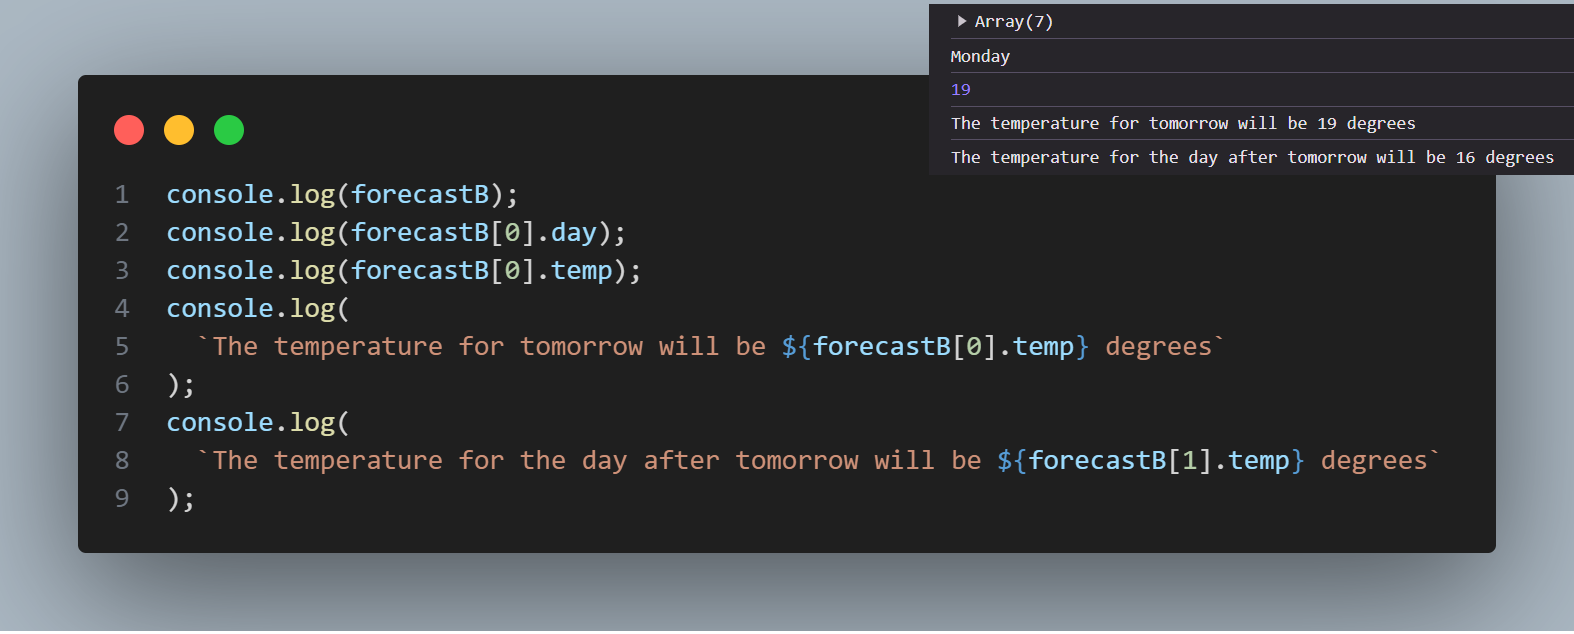 ▶ Array(7)
Monday
19
The temperature for tomorrow will be 19 degrees
The temperature for the day after tomorrow will be 16 degrees
1 console.log(forecastB);
2 console.log(forecastB[0].day);
3 console.log(forecastB[0].temp);
4 console.log(
5   `The temperature for tomorrow will be ${forecastB[0].temp} degrees`
6 );
7 console.log(
8   `The temperature for the day after tomorrow will be ${forecastB[1].temp} degrees`
9 );